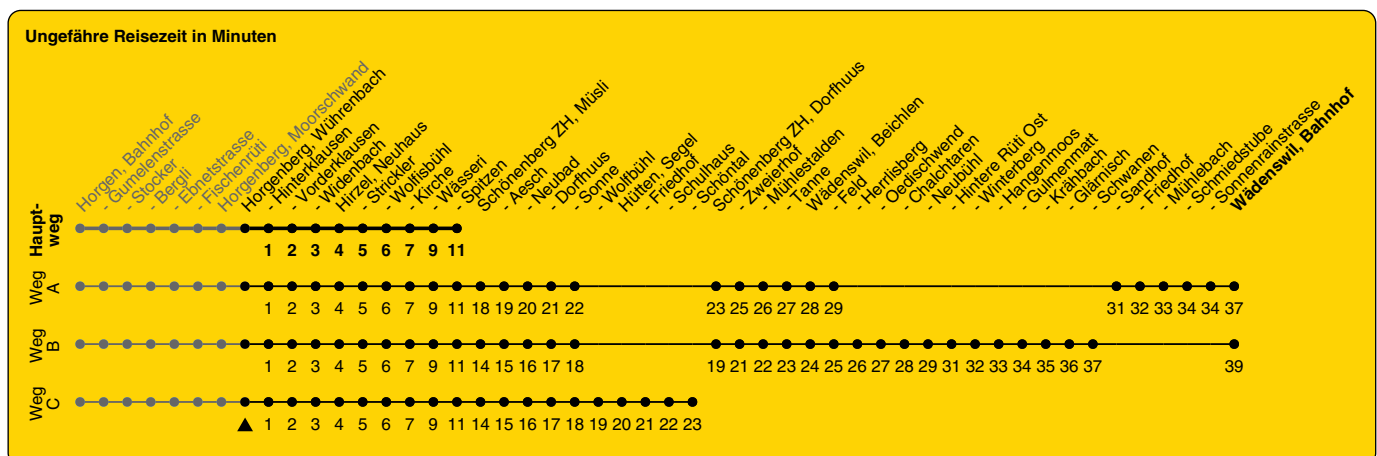 Ungefähre Reisezeit in Minuten
Horgen, Bahnhof
- Gumelenstrasse
- Stocker
- Bergli
- Ebnetstrasse
- Fischenrüti
Horgenberg, Moorschwand
Horgenberg, Wührenbach
- Hinterklausen
- Vorderklausen
- Widenbach
Hirzel, Neuhaus
- Strickler
- Wolfisbühl
- Kirche
- Wässeri
- Spitzen
Schönenberg ZH, Müsli
- Aesch
- Neubad
- Dorfhuus
- Sonne
- Wolfbühl
Hütten, Segel
- Friedhof
- Schulhaus
- Schöntal
Schönenberg ZH, Dorfhuus
- Zweierhof
- Mühlestalden
- Tanne
Wädenswil, Beichlen
- Feld
- Herrlisberg
- Oedischwend
- Chalchtaren
- Neubühl
- Hintere Rüti Ost
- Winterberg
- Hangenmoos
- Gulmenmatt
- Krähbach
- Glärnisch
- Schwanen
- Sandhof
- Friedhof
- Mühlebach
- Schmiedstube
- Sonnenrainstrasse
Wädenswil, Bahnhof
Haupt-
weg
1 2 3 4 5 6 7 9 11
Weg
A
1 2 3 4 5 6 7 9 11 18 19 20 21 22 23 25 26 27 28 29 31 32 33 34 34 37
Weg
B
1 2 3 4 5 6 7 9 11 14 15 16 17 18 19 21 22 23 24 25 26 27 28 29 31 32 33 34 35 36 37 39
Weg
C
1 2 3 4 5 6 7 9 11 14 15 16 17 18 19 20 21 22 23